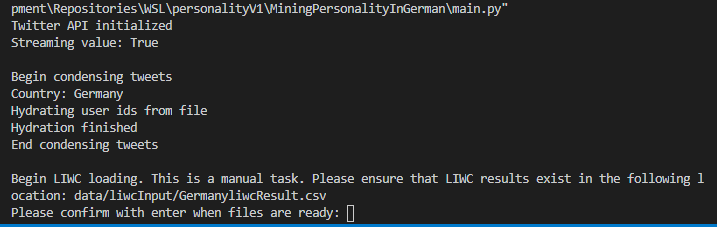 pment\Repositories\WSL\personalityV1\MiningPersonalityInGerman\main.py"
Twitter API initialized
Streaming value: True
Begin condensing tweets
Country: Germany
Hydrating user ids from file
Hydration finished
End condensing tweets
Begin LIWC loading. This is a manual task. Please ensure that LIWC results exist in the following l
ocation: data/liwcInput/GermanyliwcResult.csv
Please confirm with enter when files are ready: